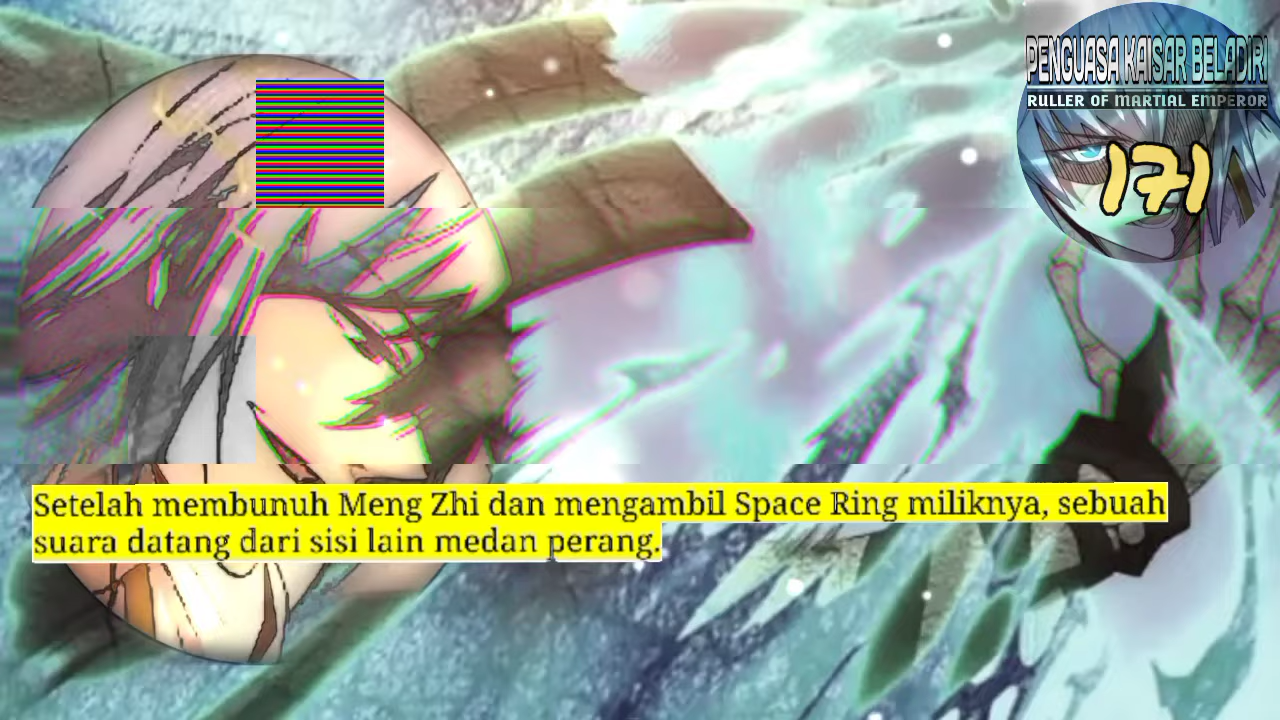 PENGUASA KAISAR BELADIRI
RULLER OF MARTIAL EMPEROR
171
Setelah membunuh Meng Zhi dan mengambil Space Ring miliknya, sebuah
suara datang dari sisi lain medan perang.